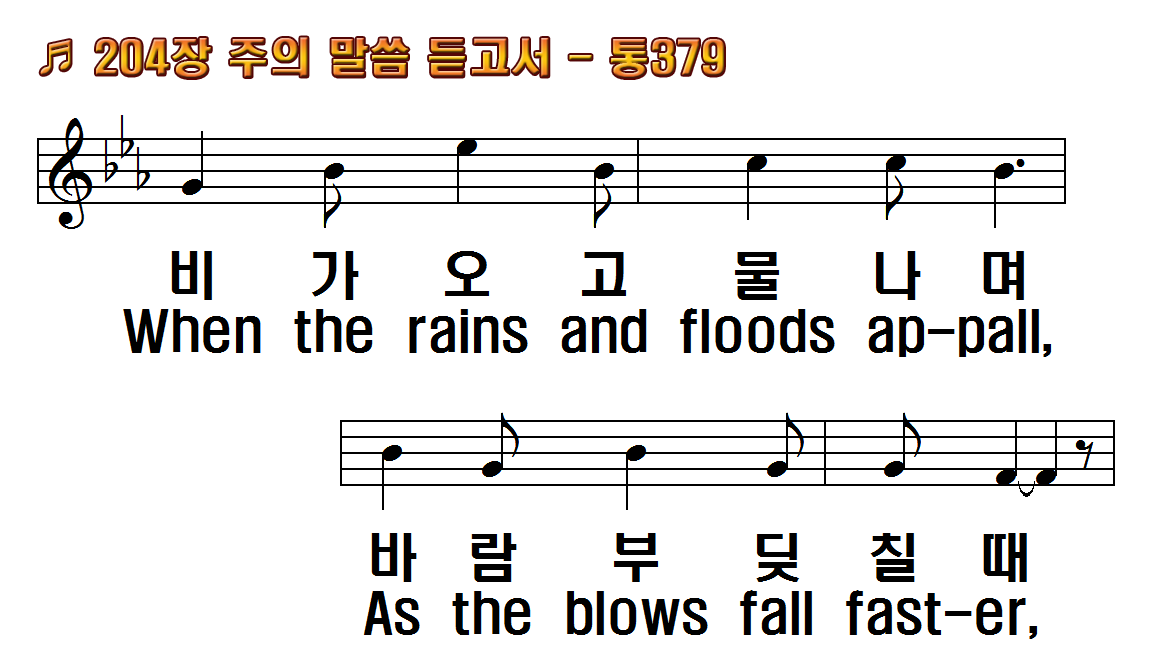 ♬ 204장 주의 말씀 듣고서 - 통379
비 가 오 고 물 나 며
When the rains and floods ap-pall,
바 람 부 딪 칠 때
As the blows fall fast-er,